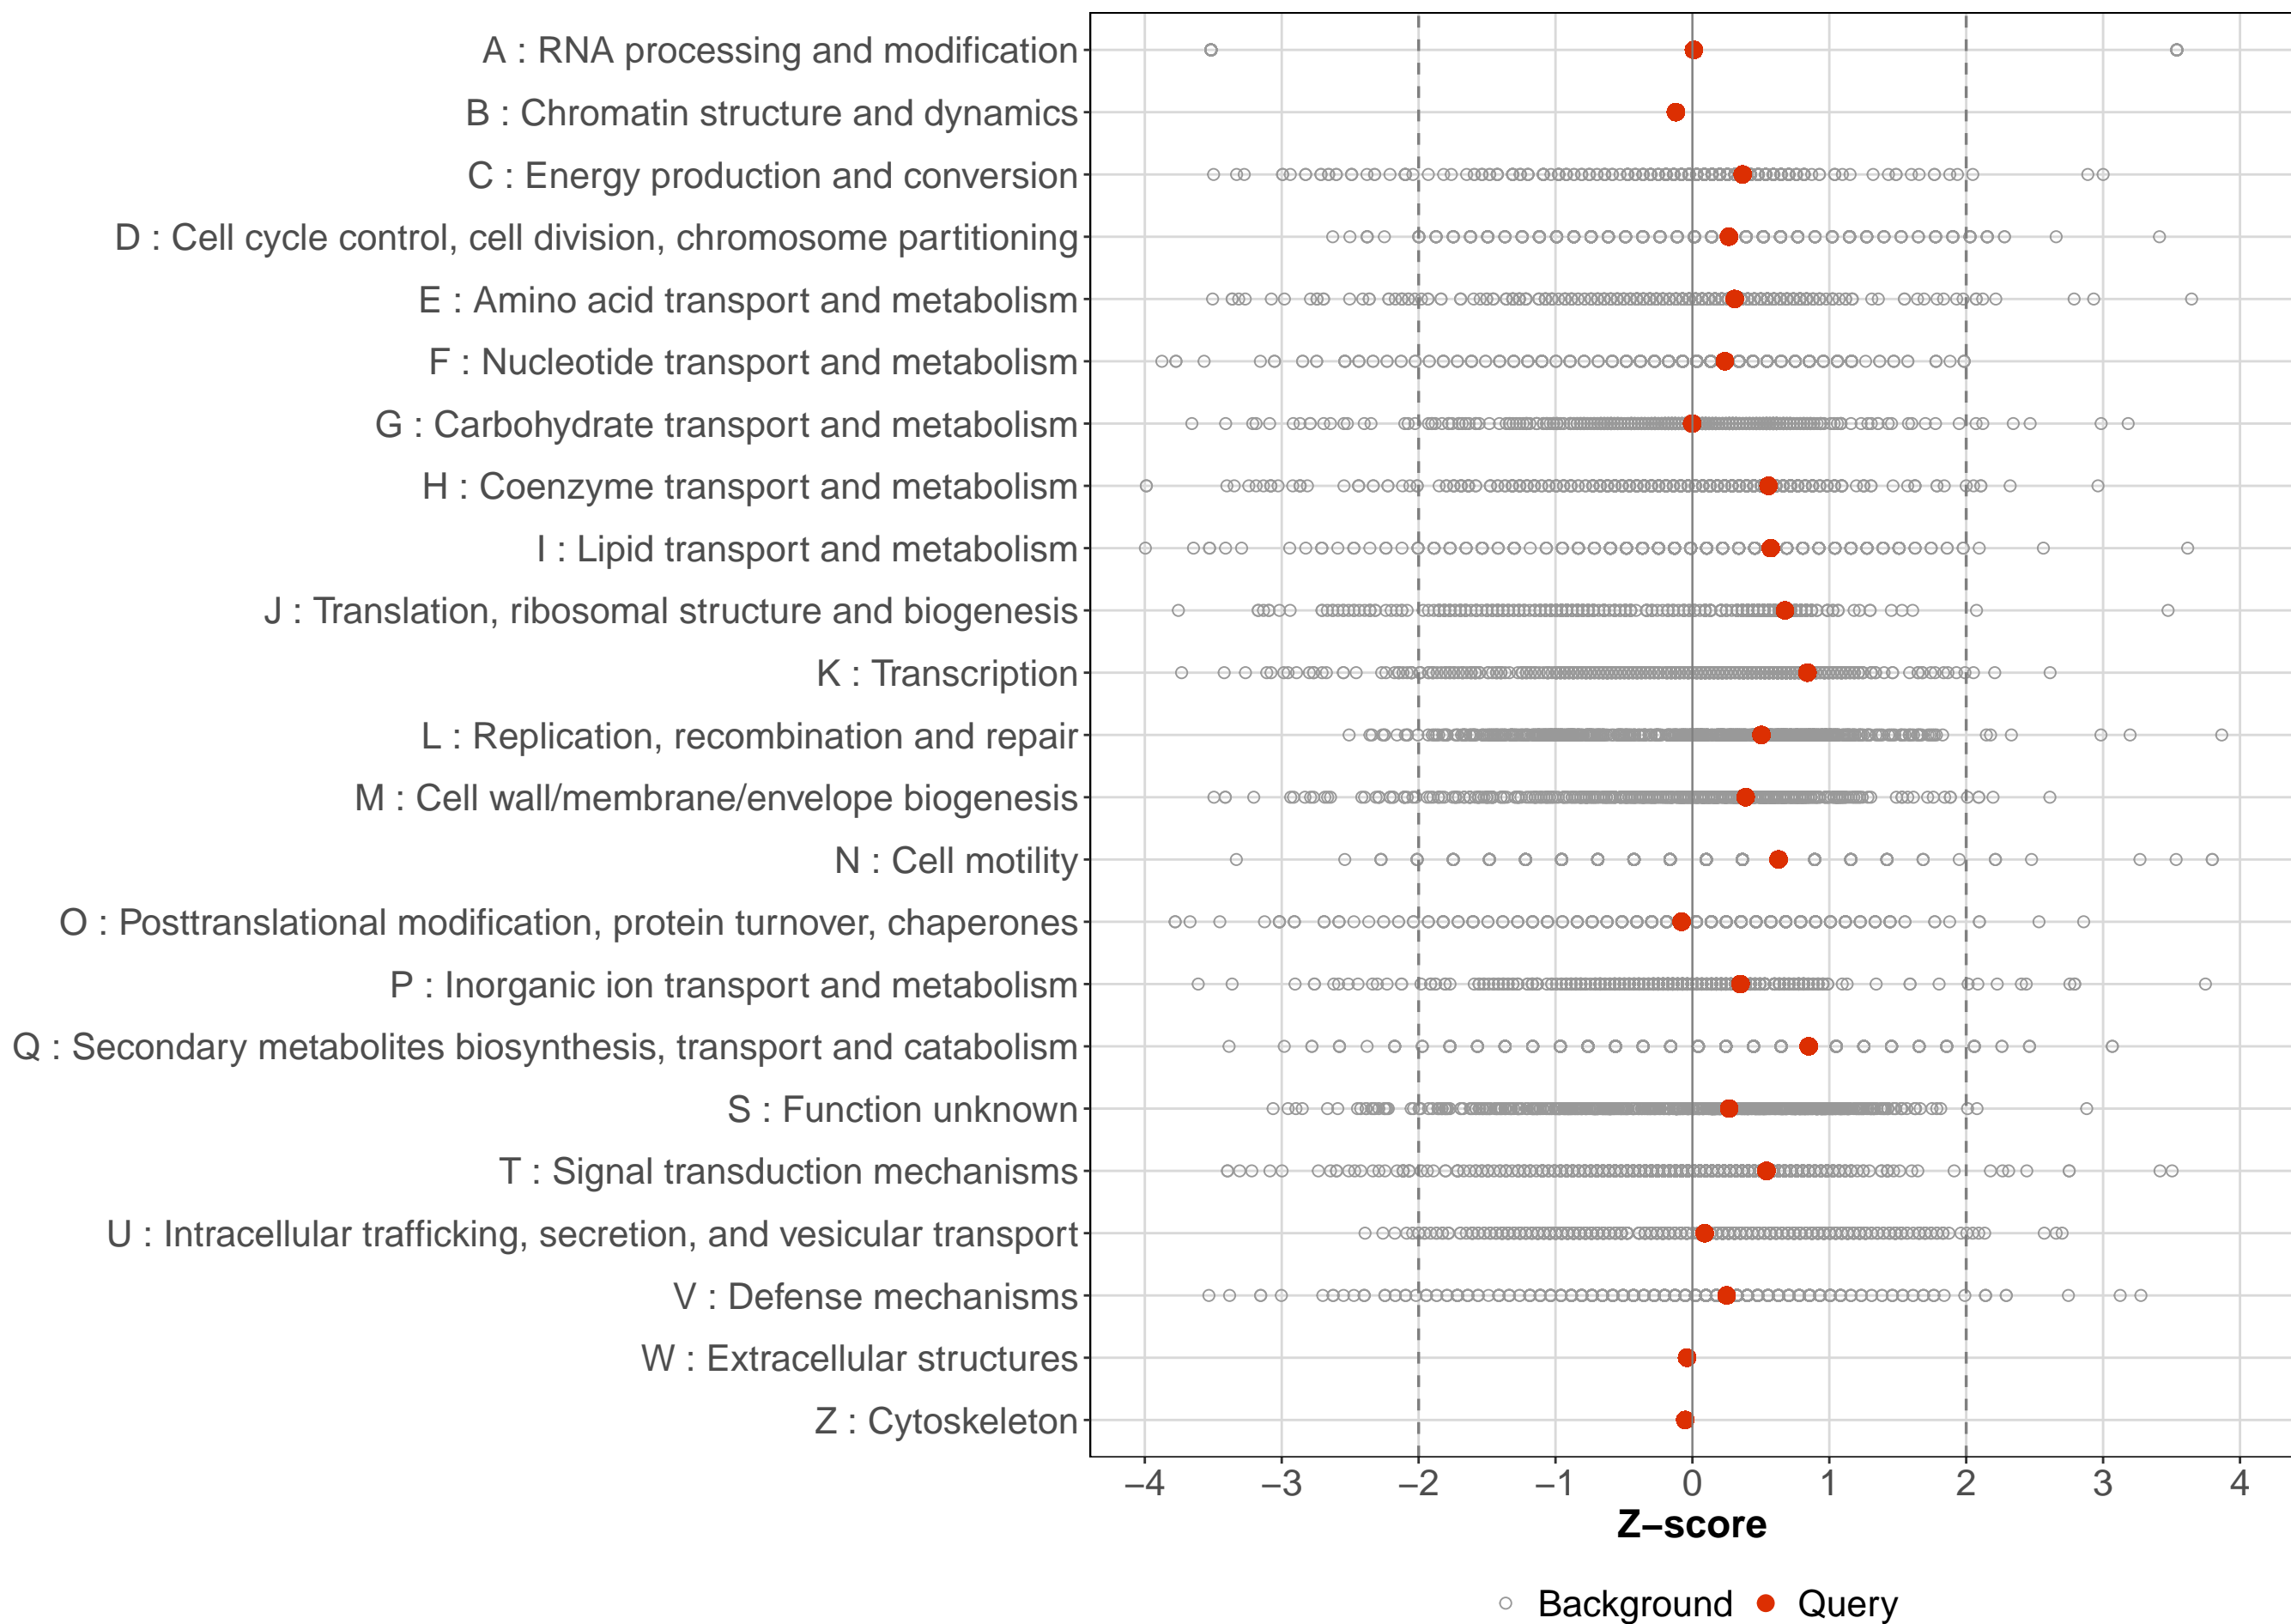 A : RNA processing and modification
B : Chromatin structure and dynamics
C : Energy production and conversion
D : Cell cycle control, cell division, chromosome partitioning
E : Amino acid transport and metabolism
F : Nucleotide transport and metabolism
G : Carbohydrate transport and metabolism
H : Coenzyme transport and metabolism
I : Lipid transport and metabolism
J : Translation, ribosomal structure and biogenesis
K : Transcription
L : Replication, recombination and repair
M : Cell wall/membrane/envelope biogenesis
N : Cell motility
O : Posttranslational modification, protein turnover, chaperones
P : Inorganic ion transport and metabolism
Q : Secondary metabolites biosynthesis, transport and catabolism
S : Function unknown
T : Signal transduction mechanisms
U : Intracellular trafficking, secretion, and vesicular transport
V : Defense mechanisms
W : Extracellular structures
Z : Cytoskeleton
−4 −3 −2 −1 0 1 2 3 4
Z−score
Background Query